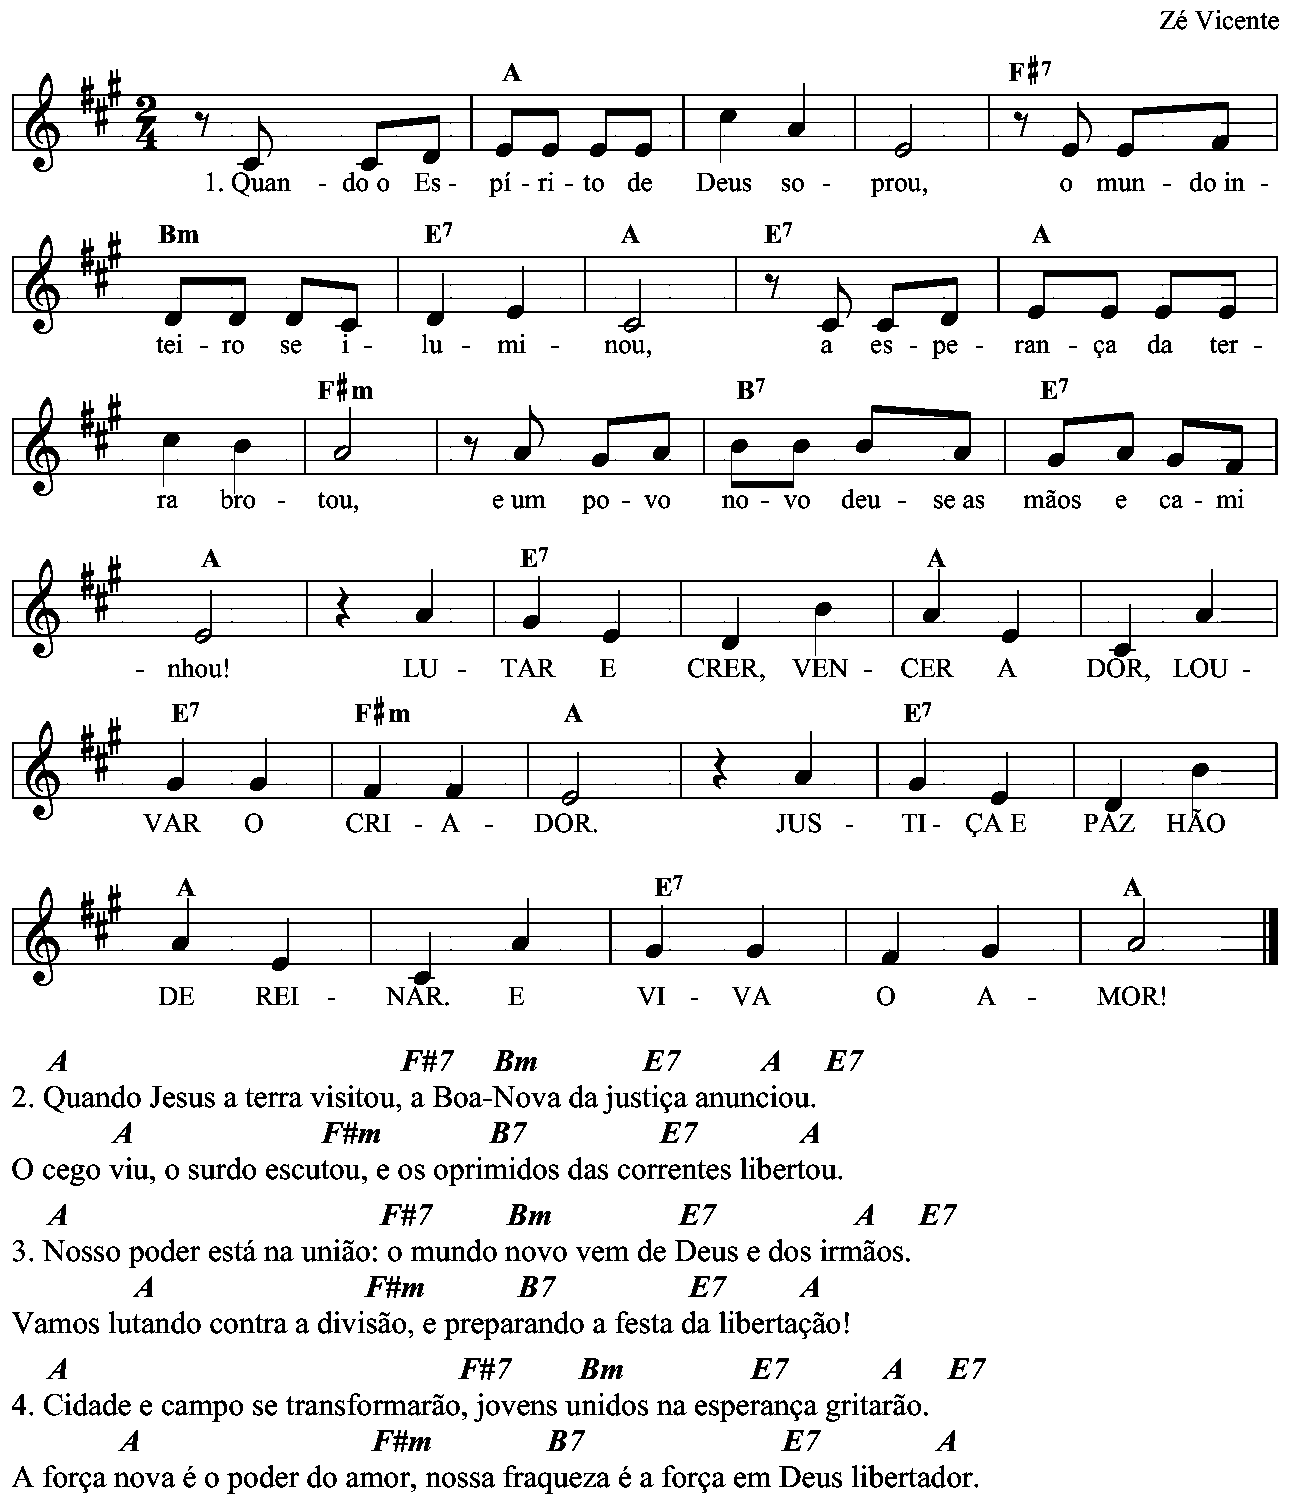 Zé Vicente
A F♯7
1. Quan - do o Es - pí - ri - to de Deus so - prou, o mun - do in -
Bm E7 A E7 A
tei - ro se i - lu - mi - nou, a es - pe - ran - ça da ter -
F♯m B7 E7
ra bro - tou, e um po - vo no - vo deu - se as mãos e ca - mi
A E7 A
- nhou! LU - TAR E CRER, VEN - CER A DOR, LOU -
E7 F♯m A E7
VAR O CRI - A - DOR. JUS - TI - ÇA E PAZ HÃO
A E7 A
DE REI - NAR. E VI - VA O A - MOR!
A F#7 Bm E7 A E7
2. Quando Jesus a terra visitou, a Boa-Nova da justiça anunciou.
A F#m B7 E7 A
O cego viu, o surdo escutou, e os oprimidos das correntes libertou.
A F#7 Bm E7 A E7
3. Nosso poder está na união: o mundo novo vem de Deus e dos irmãos.
A F#m B7 E7 A
Vamos lutando contra a divisão, e preparando a festa da libertação!
A F#7 Bm E7 A E7
4. Cidade e campo se transformarão, jovens unidos na esperança gritarão.
A F#m B7 E7 A
A força nova é o poder do amor, nossa fraqueza é a força em Deus libertador.